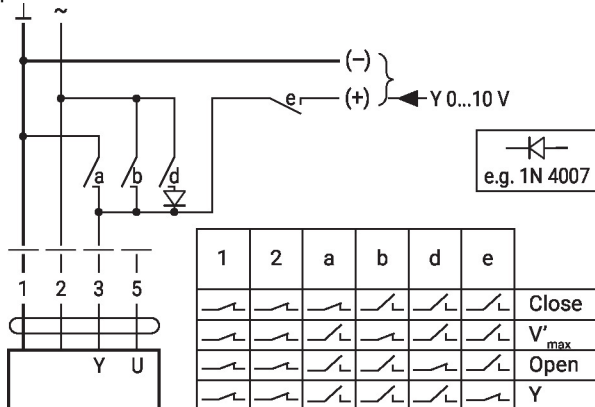 ⊥ ~
(–)
e (+) Y 0...10 V
a b d
e.g. 1N 4007
1 2 a b d e
1 2 3 5
Close
V'max
Y U
Open
Y